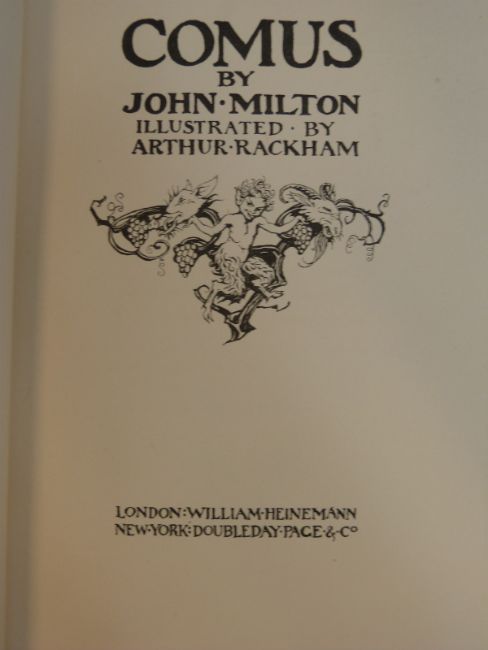 COMUS
BY
JOHN·MILTON
ILLUSTRATED·BY
ARTHUR·RACKHAM
LONDON:WILLIAM·HEINEMANN
NEW·YORK:DOUBLEDAY·PAGE·&·Cº